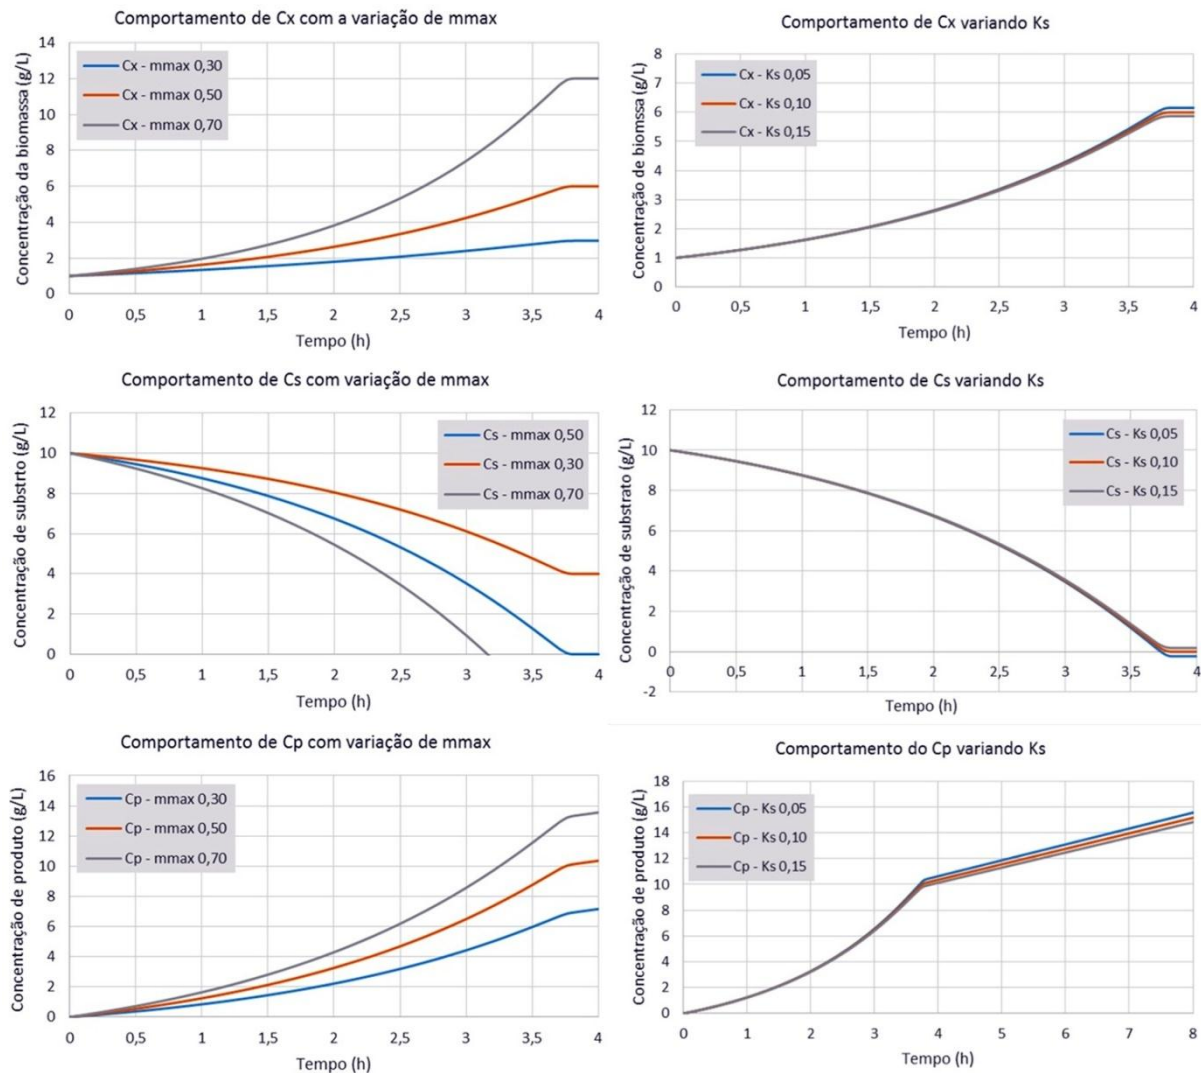 Comportamento de Cx com a variação de mmax
Concentração da biomassa (g/L)
14
12
10
8
6
4
2
0
Cx - mmax 0,30
Cx - mmax 0,50
Cx - mmax 0,70
0 0,5 1 1,5 2 2,5 3 3,5 4
Tempo (h)
Comportamento de Cx variando Ks
Concentração de biomssa (g/L)
8
7
6
5
4
3
2
1
0
Cx - Ks 0,05
Cx - Ks 0,10
Cx - Ks 0,15
0 0,5 1 1,5 2 2,5 3 3,5 4
Tempo (h)
Comportamento de Cs com variação de mmax
Concentração de substrto (g/L)
12
10
8
6
4
2
0
Cs - mmax 0,50
Cs - mmax 0,30
Cs - mmax 0,70
0 0,5 1 1,5 2 2,5 3 3,5 4
Tempo (h)
Comportamento de Cs variando Ks
Concentração de substrato (g/L)
12
10
8
6
4
2
0
-2
Cs - Ks 0,05
Cs - Ks 0,10
Cs - Ks 0,15
0 0,5 1 1,5 2 2,5 3 3,5 4
Tempo (h)
Comportamento de Cp com variação de mmax
Concentração de produto (g/L)
16
14
12
10
8
6
4
2
0
Cp - mmax 0,30
Cp - mmax 0,50
Cp - mmax 0,70
0 0,5 1 1,5 2 2,5 3 3,5 4
Tempo (h)
Comportamento do Cp variando Ks
Concentração de produto (g/L)
18
16
14
12
10
8
6
4
2
0
Cp - Ks 0,05
Cp - Ks 0,10
Cp - Ks 0,15
0 1 2 3 4 5 6 7 8
Tempo (h)